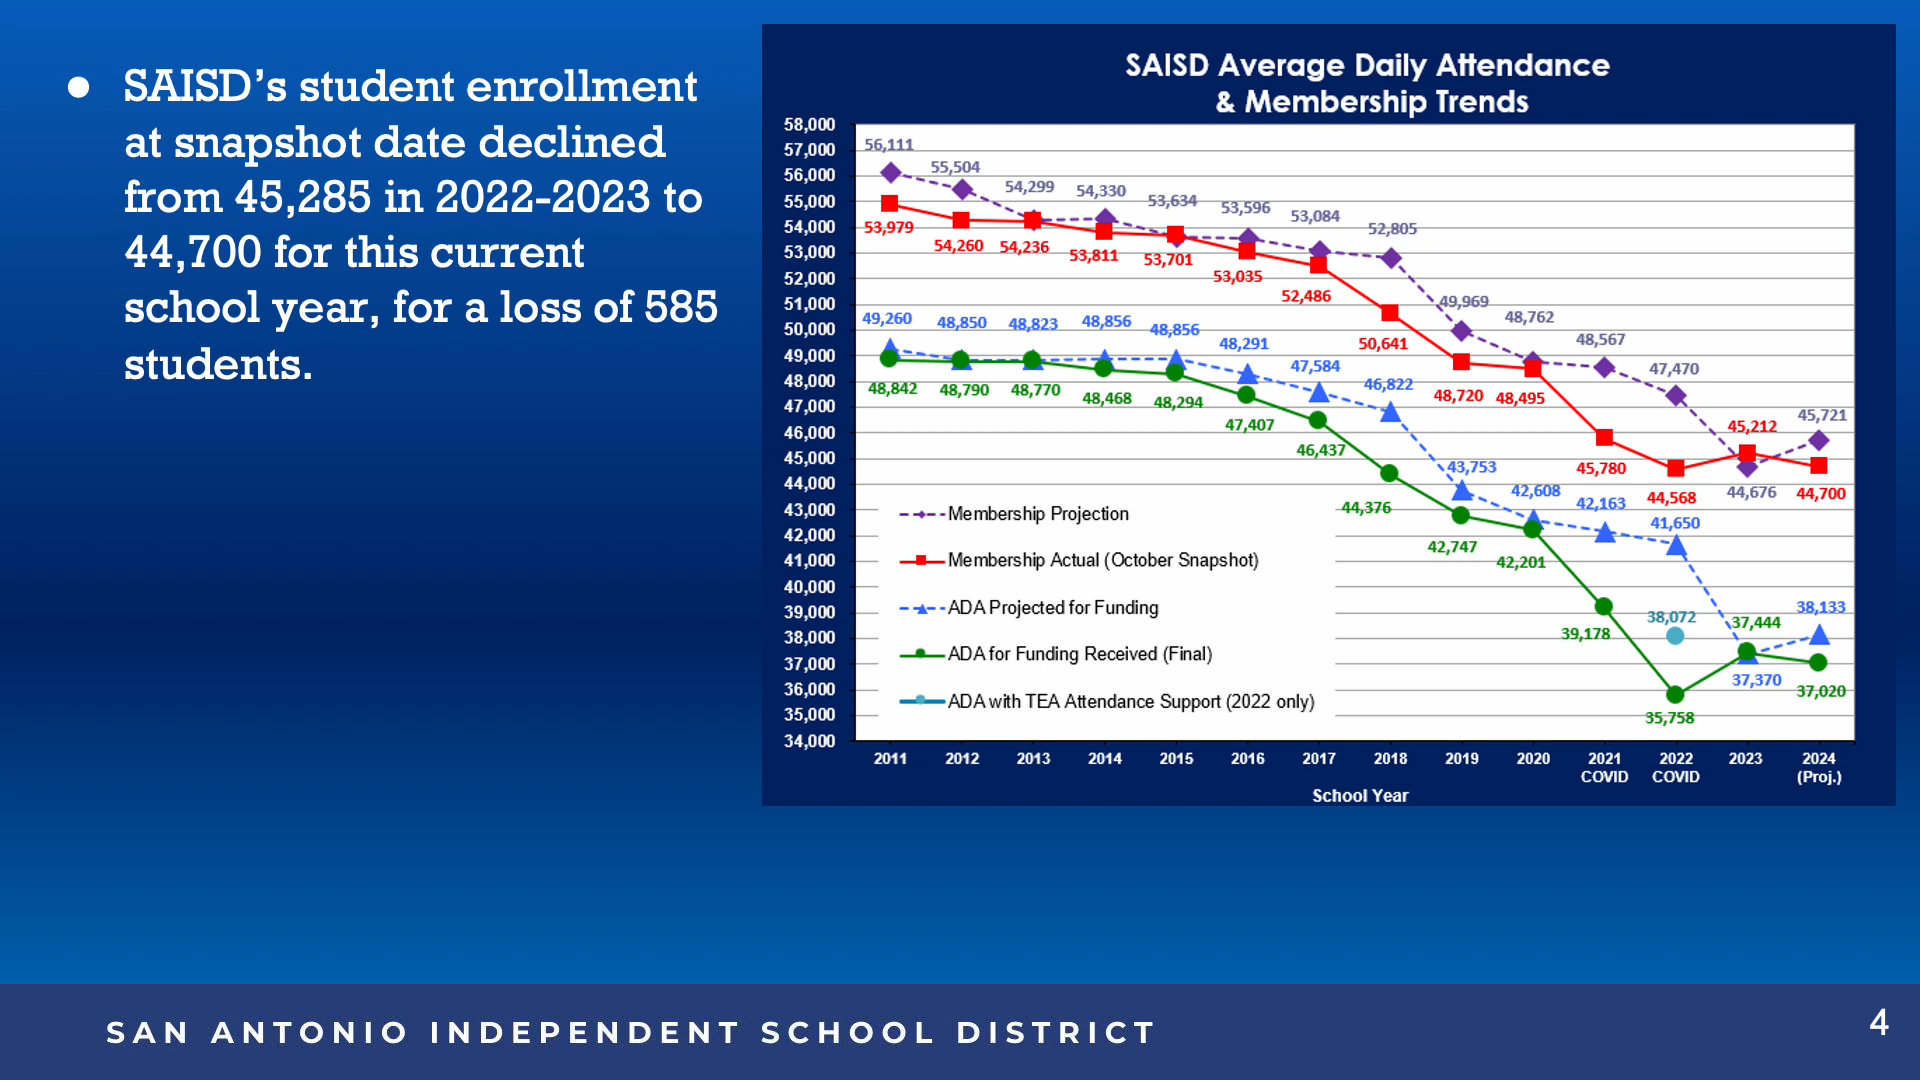 ● SAISD's student enrollment
at snapshot date declined
from 45,285 in 2022-2023 to
44,700 for this current
school year, for a loss of 585
students.
SAISD Average Daily Attendance
& Membership Trends
58,000
57,000
56,000
55,000
54,000
53,000
52,000
51,000
50,000
49,000
48,000
47,000
46,000
45,000
44,000
43,000
42,000
41,000
40,000
39,000
38,000
37,000
36,000
35,000
34,000
56,111 55,504 54,299 54,330 53,634 53,596 53,084 52,805 49,969 48,762 48,567 47,470 44,676 45,721
53,979 54,260 54,236 53,811 53,701 53,035 52,486 50,641 48,720 48,495 45,780 44,568 45,212 44,700
49,260 48,850 48,823 48,856 48,856 48,291 47,584 46,822 43,753 42,608 42,163 41,650 37,370 38,133
48,842 48,790 48,770 48,468 48,294 47,407 46,437 44,376 42,747 42,201 39,178 35,758 37,444 37,020
38,072
Membership Projection
Membership Actual (October Snapshot)
ADA Projected for Funding
ADA for Funding Received (Final)
ADA with TEA Attendance Support (2022 only)
2011 2012 2013 2014 2015 2016 2017 2018 2019 2020 2021 2022 2023 2024
COVID COVID (Proj.)
School Year
SAN ANTONIO INDEPENDENT SCHOOL DISTRICT
4